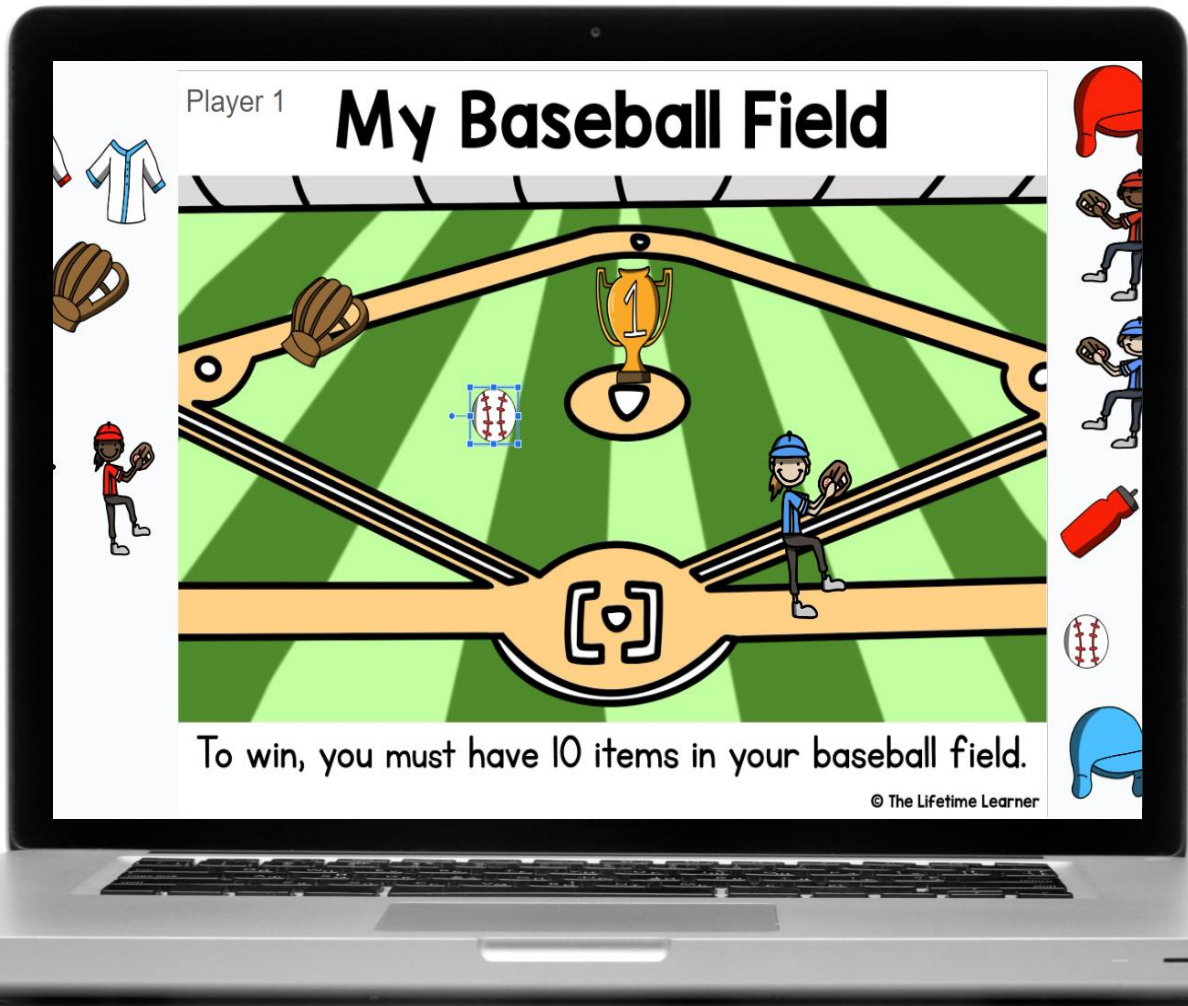 Player 1
My Baseball Field
1
To win, you must have 10 items in your baseball field.
© The Lifetime Learner